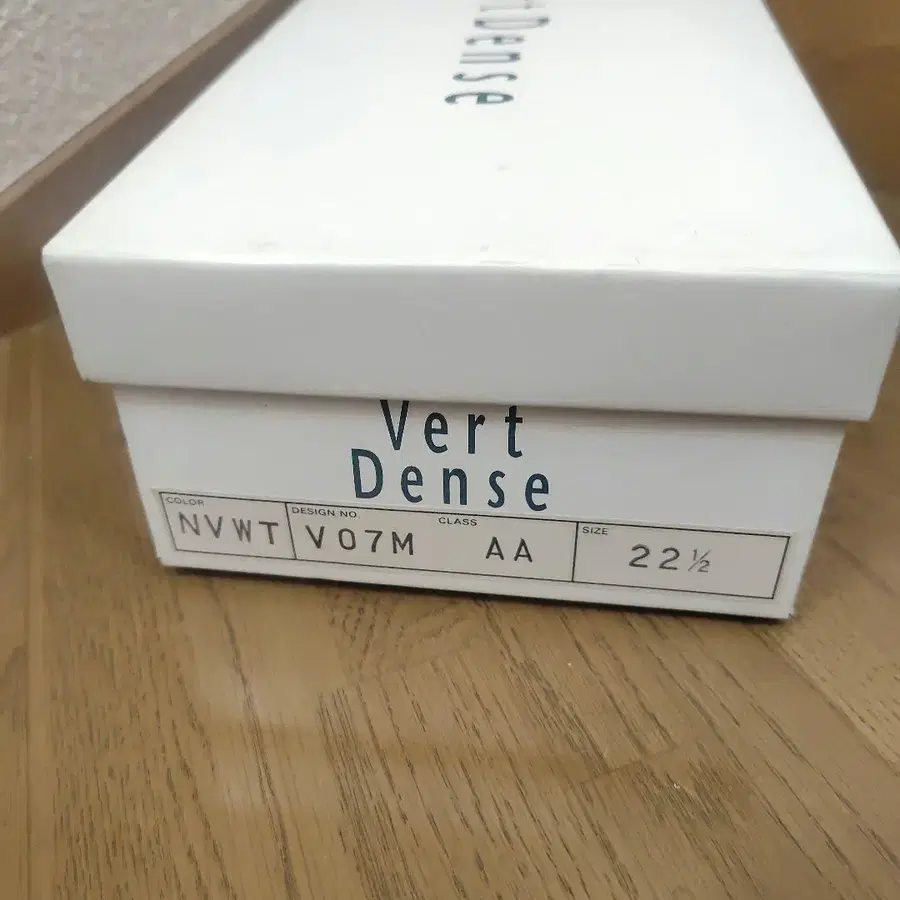 Dense
Vert
Dense
COLOR DESIGN NO. CLASS SIZE
NVWT V07M AA 22½